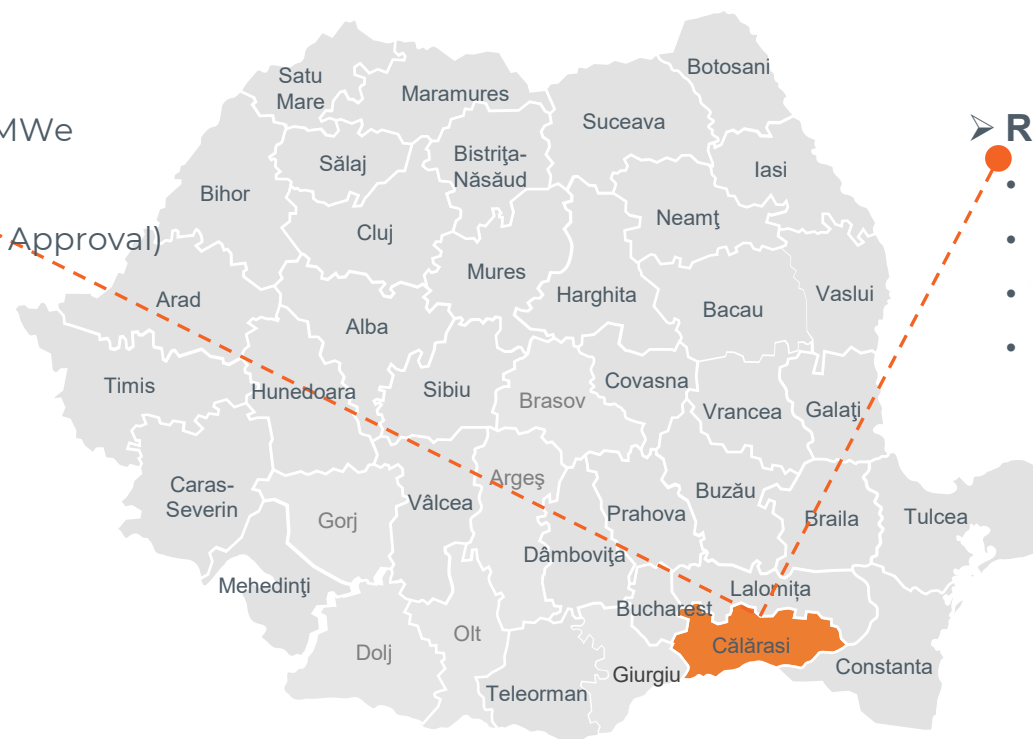 Botosani
Satu
Mare
Maramures
Suceava
MWe
➢ R
Sălaj
Bistriţa-
Năsăud
Iasi
•
Bihor
Cluj
Neamţ
Approval)
•
Mures
Harghita
Vaslui
•
Arad
Alba
Bacau
•
Timis
Hunedoara
Sibiu
Brasov
Covasna
Vrancea
Galaţi
Caras-
Severin
Gorj
Vâlcea
Argeş
Prahova
Buzău
Braila
Tulcea
Dâmboviţa
Mehedinţi
Bucharest
Lalomița
Dolj
Olt
Călărasi
Giurgiu
Constanta
Teleorman